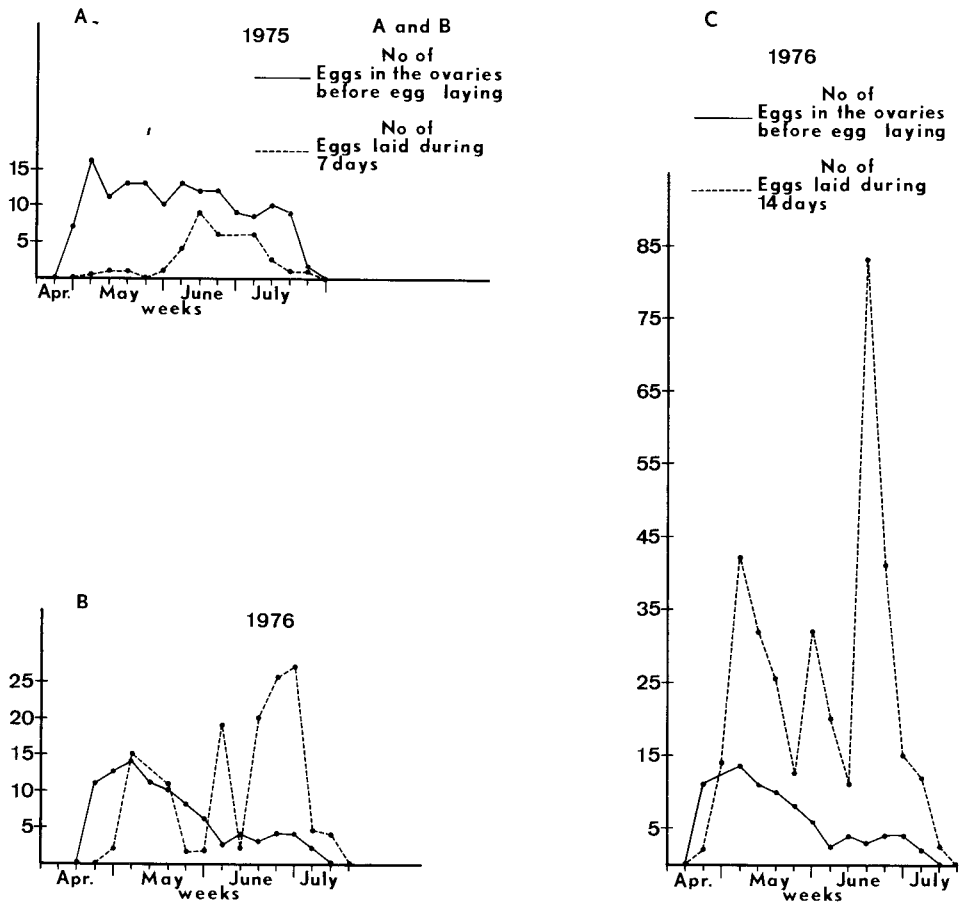 A
1975
A and B
No of
Eggs in the ovaries
before egg laying
No of
Eggs laid during
7 days
15
10
5
Apr. May June July
weeks
B
1976
25
20
15
10
5
Apr. May June July
weeks
C
1976
No of
Eggs in the ovaries
before egg laying
No of
Eggs laid during
14 days
85
75
65
55
45
35
25
15
5
Apr. May June July
weeks